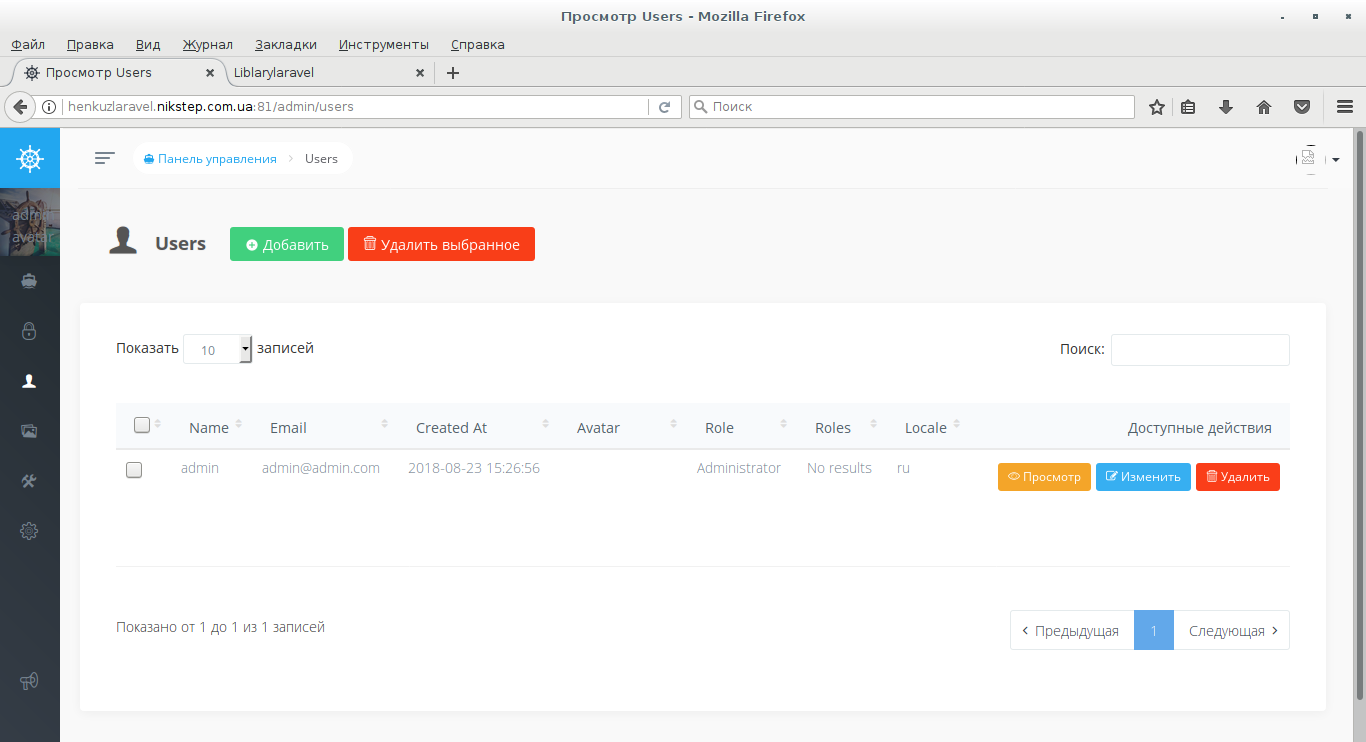 Просмотр Users - Mozilla Firefox
Файл Правка Вид Журнал Закладки Инструменты Справка
Просмотр Users
Liblarylaravel
henkuzlaravel.nikstep.com.ua:81/admin/users
Поиск
Панель управления
Users
admin
avatar
Users
Добавить
Удалить выбранное
Показать 10 записей
Поиск:
Name Email Created At Avatar Role Roles Locale Доступные действия
admin admin@admin.com 2018-08-23 15:26:56 Administrator No results ru Просмотр Изменить Удалить
Показано от 1 до 1 из 1 записей
Предыдущая 1 Следующая